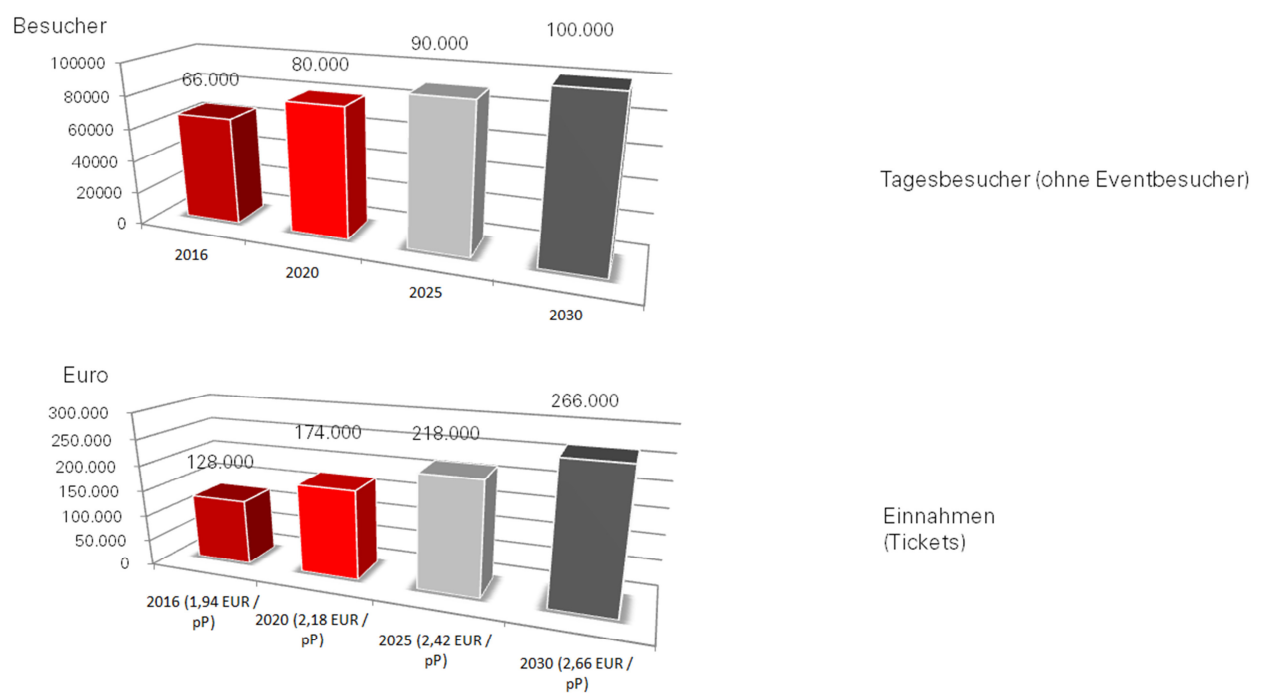 Besucher
100.000
90.000
80.000
66.000
100000
80000
60000
40000
20000
0
2016
2020
2025
2030
Tagesbesucher (ohne Eventbesucher)
Euro
266.000
174.000
218.000
128.000
300.000
250.000
200.000
150.000
100.000
50.000
0
2016 (1,94 EUR /
pP)
2020 (2,18 EUR /
pP)
2025 (2,42 EUR /
pP)
2030 (2,66 EUR /
pP)
Einnahmen
(Tickets)